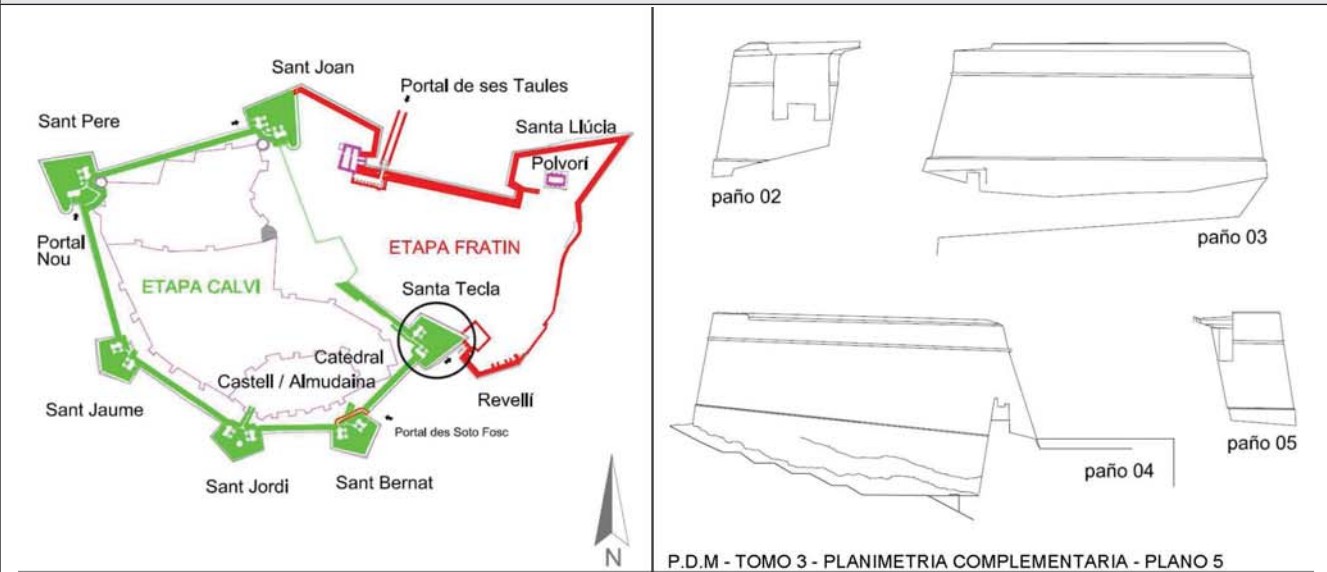 Sant Joan
Portal de ses Taules
Sant Pere
Santa Llúcia
Polvorí
Portal
Nou
ETAPA FRATIN
ETAPA CALVI
Santa Tecla
Catedral
Castell / Almudaina
Revellí
Sant Jaume
Portal des Soto Fosc
Sant Jordi
Sant Bernat
N
paño 02
paño 03
paño 04
paño 05
P.D.M - TOMO 3 - PLANIMETRIA COMPLEMENTARIA - PLANO 5